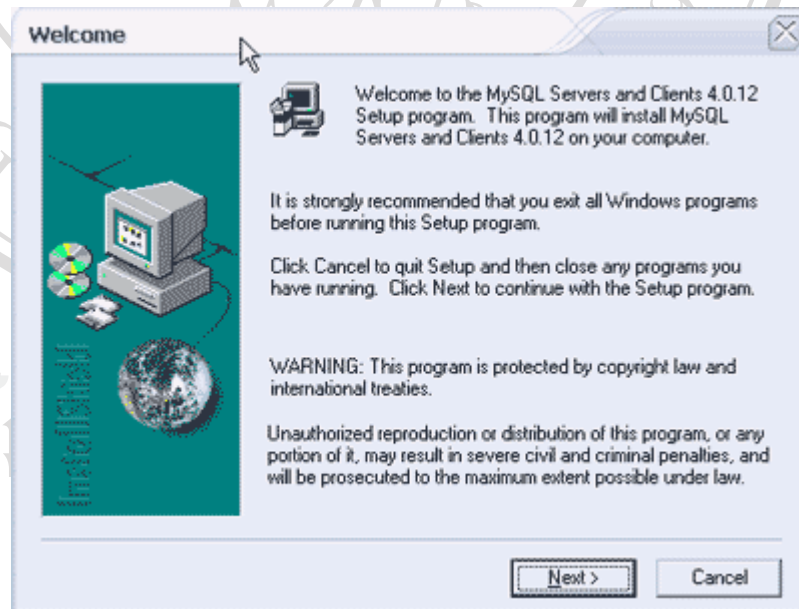 Welcome
Welcome to the MySQL Servers and Clients 4.0.12
Setup program. This program will install MySQL
Servers and Clients 4.0.12 on your computer.
It is strongly recommended that you exit all Windows programs
before running this Setup program.
Click Cancel to quit Setup and then close any programs you
have running. Click Next to continue with the Setup program.
WARNING: This program is protected by copyright law and
international treaties.
Unauthorized reproduction or distribution of this program, or any
portion of it, may result in severe civil and criminal penalties, and
will be prosecuted to the maximum extent possible under law.
InstallShield
Next >
Cancel